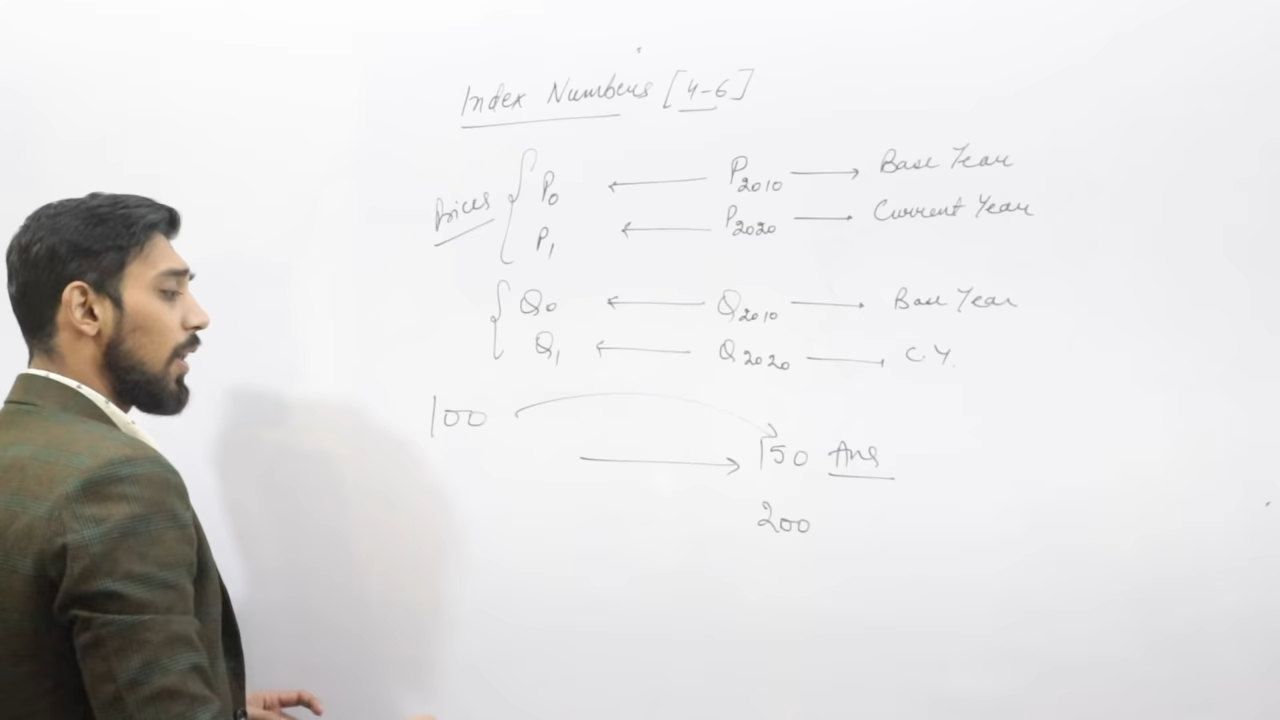 Index Numbers [4-6]
Prices { P0 ← P2010 → Base Year
P1 ← P2020 → Current Year
{ Q0 ← Q2010 → Base Year
Q1 ← Q2020 → C.Y.
100
→ 150 Ans
200